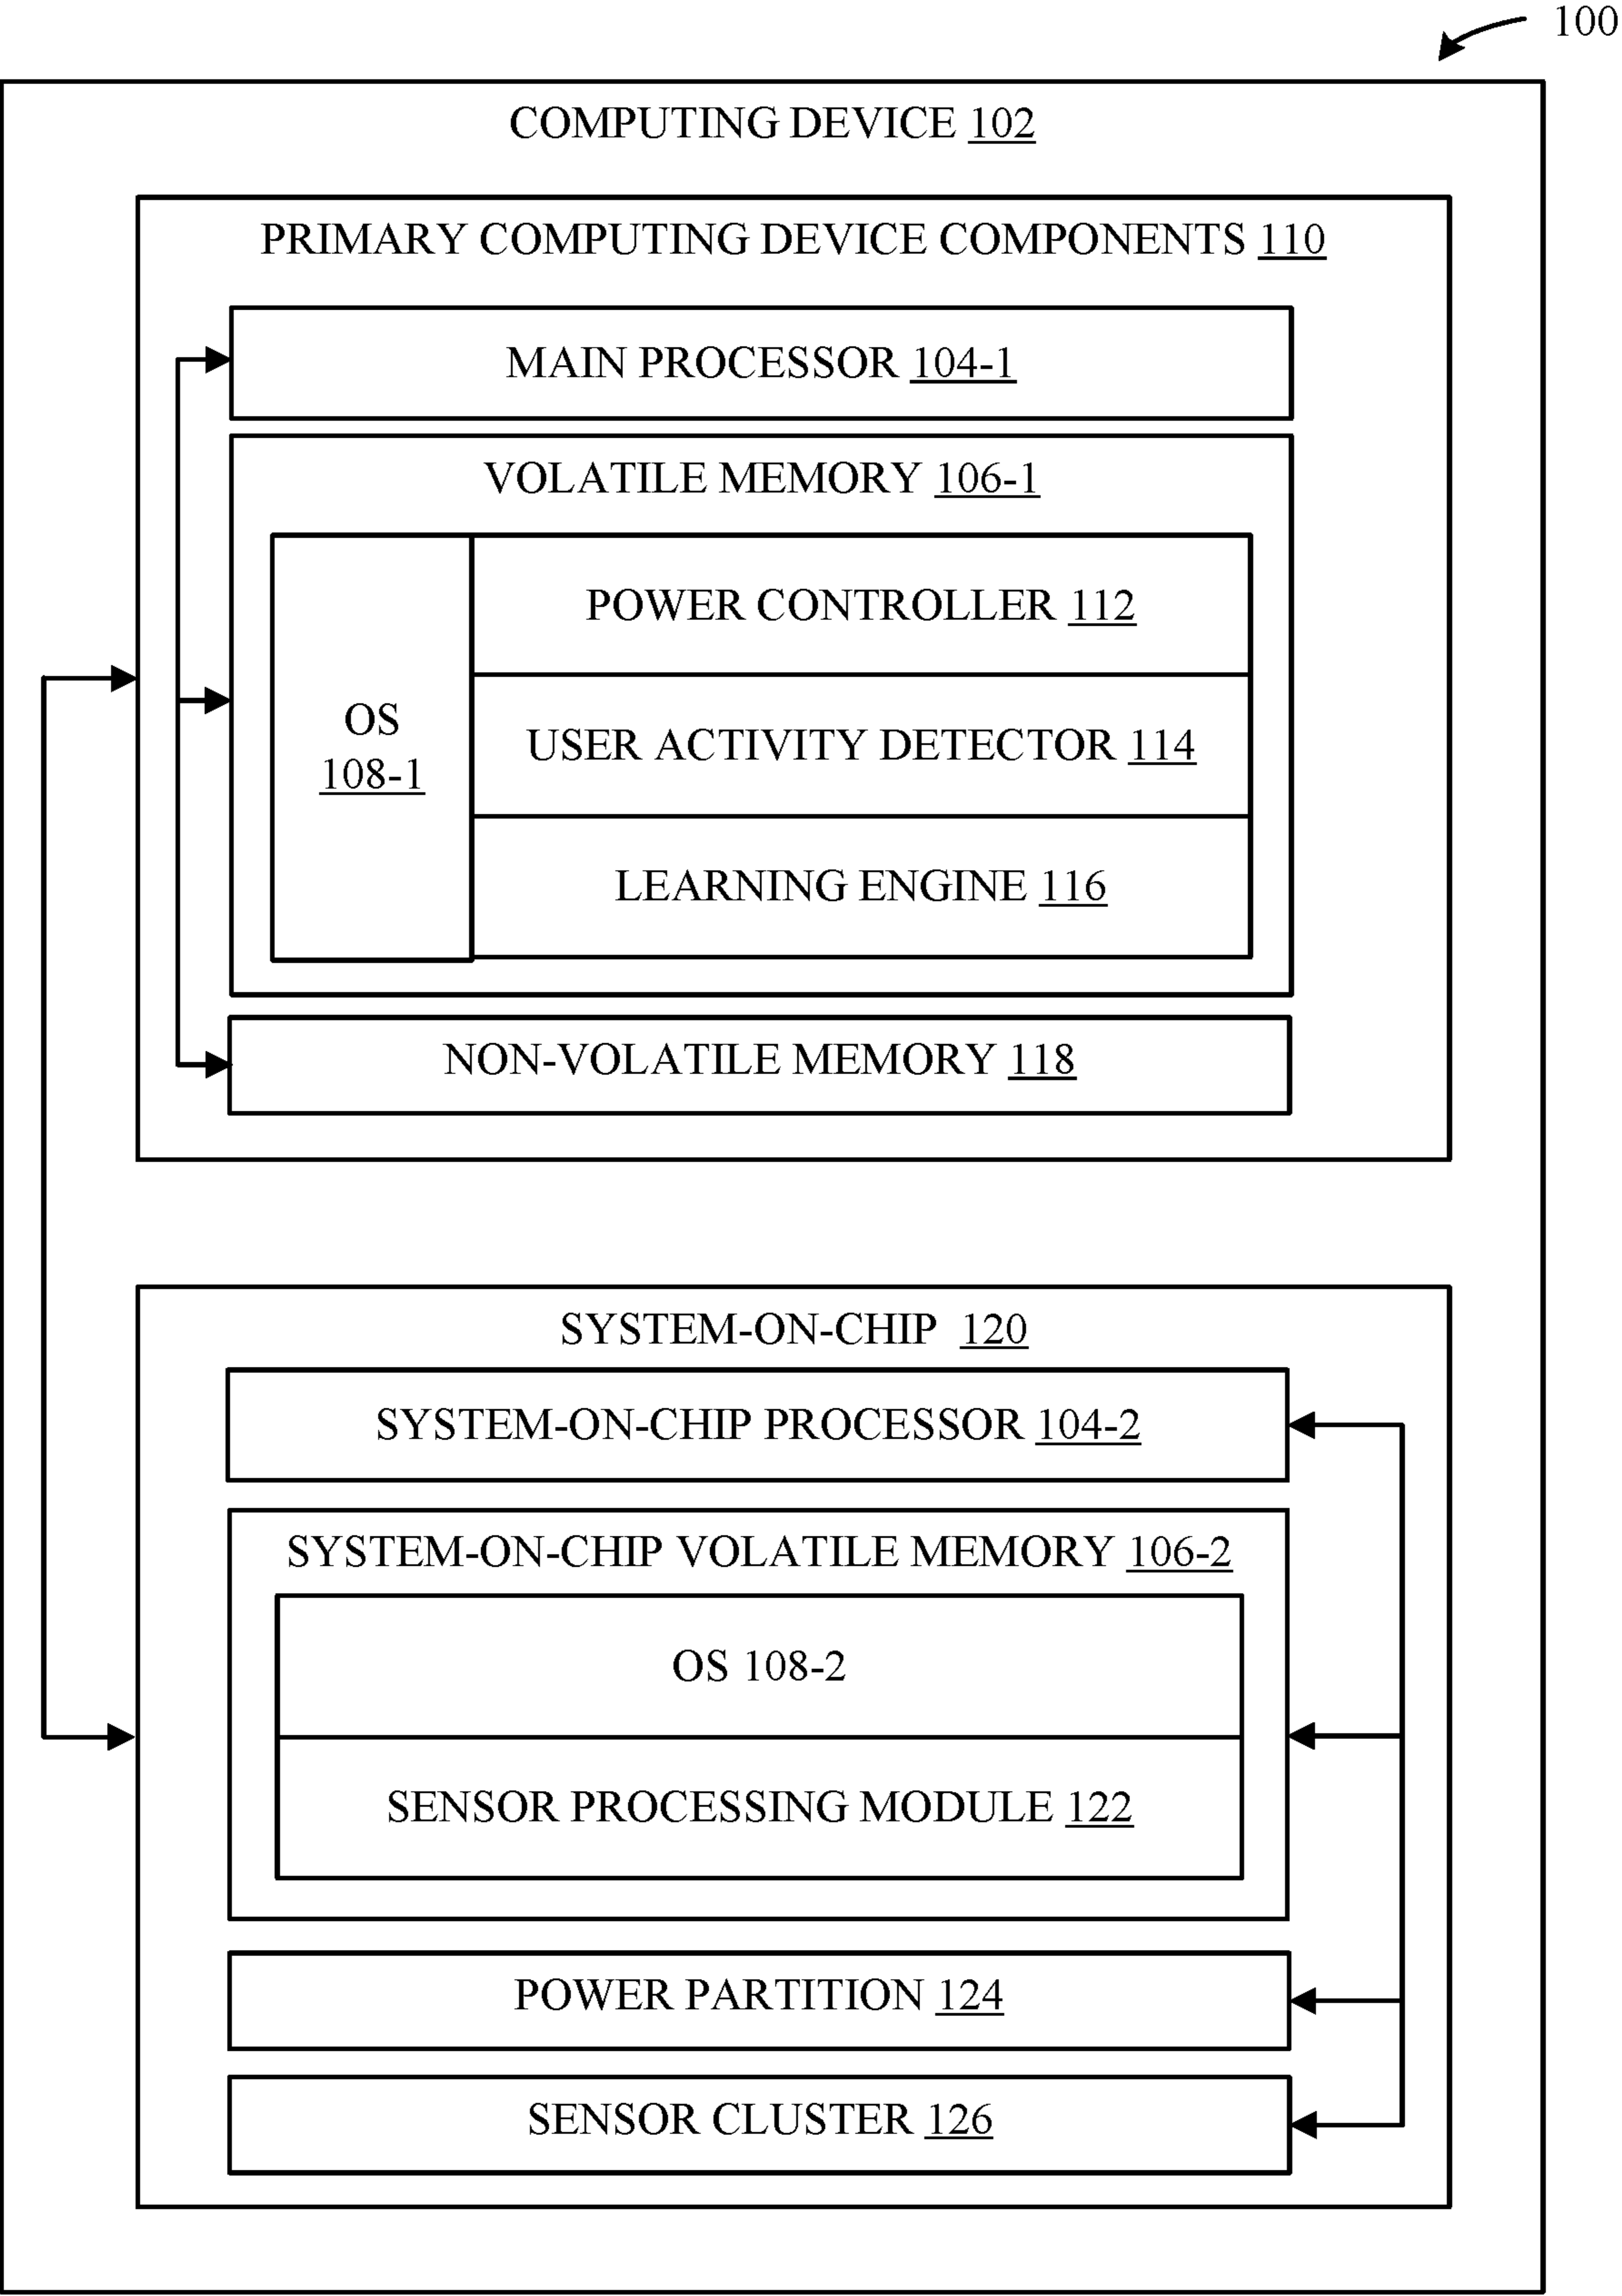 100
COMPUTING DEVICE 102
PRIMARY COMPUTING DEVICE COMPONENTS 110
MAIN PROCESSOR 104-1
VOLATILE MEMORY 106-1
OS
108-1
POWER CONTROLLER 112
USER ACTIVITY DETECTOR 114
LEARNING ENGINE 116
NON-VOLATILE MEMORY 118
SYSTEM-ON-CHIP 120
SYSTEM-ON-CHIP PROCESSOR 104-2
SYSTEM-ON-CHIP VOLATILE MEMORY 106-2
OS 108-2
SENSOR PROCESSING MODULE 122
POWER PARTITION 124
SENSOR CLUSTER 126